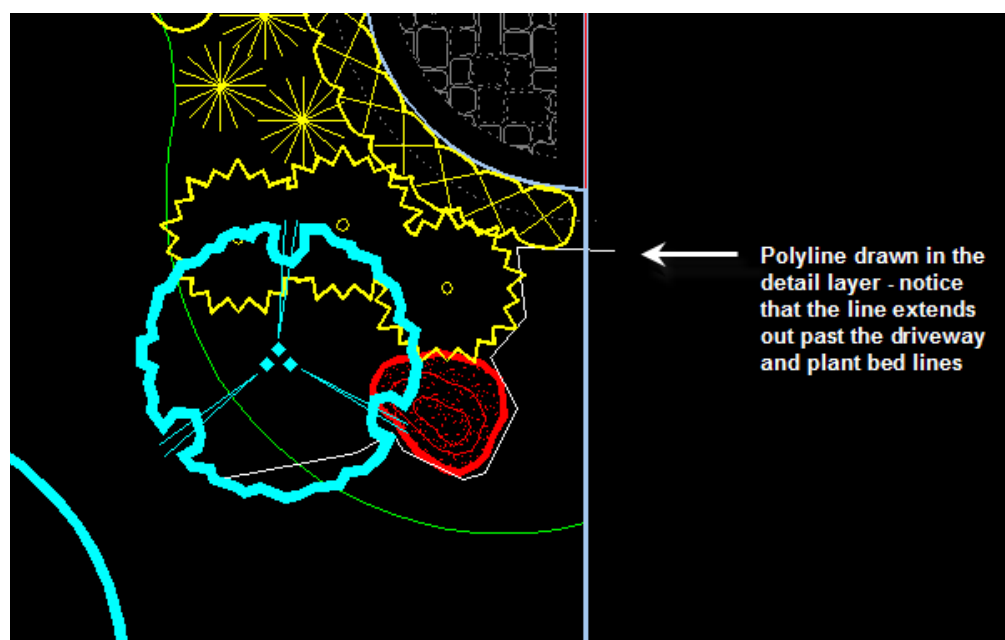 Polyline drawn in the
detail layer - notice
that the line extends
out past the driveway
and plant bed lines